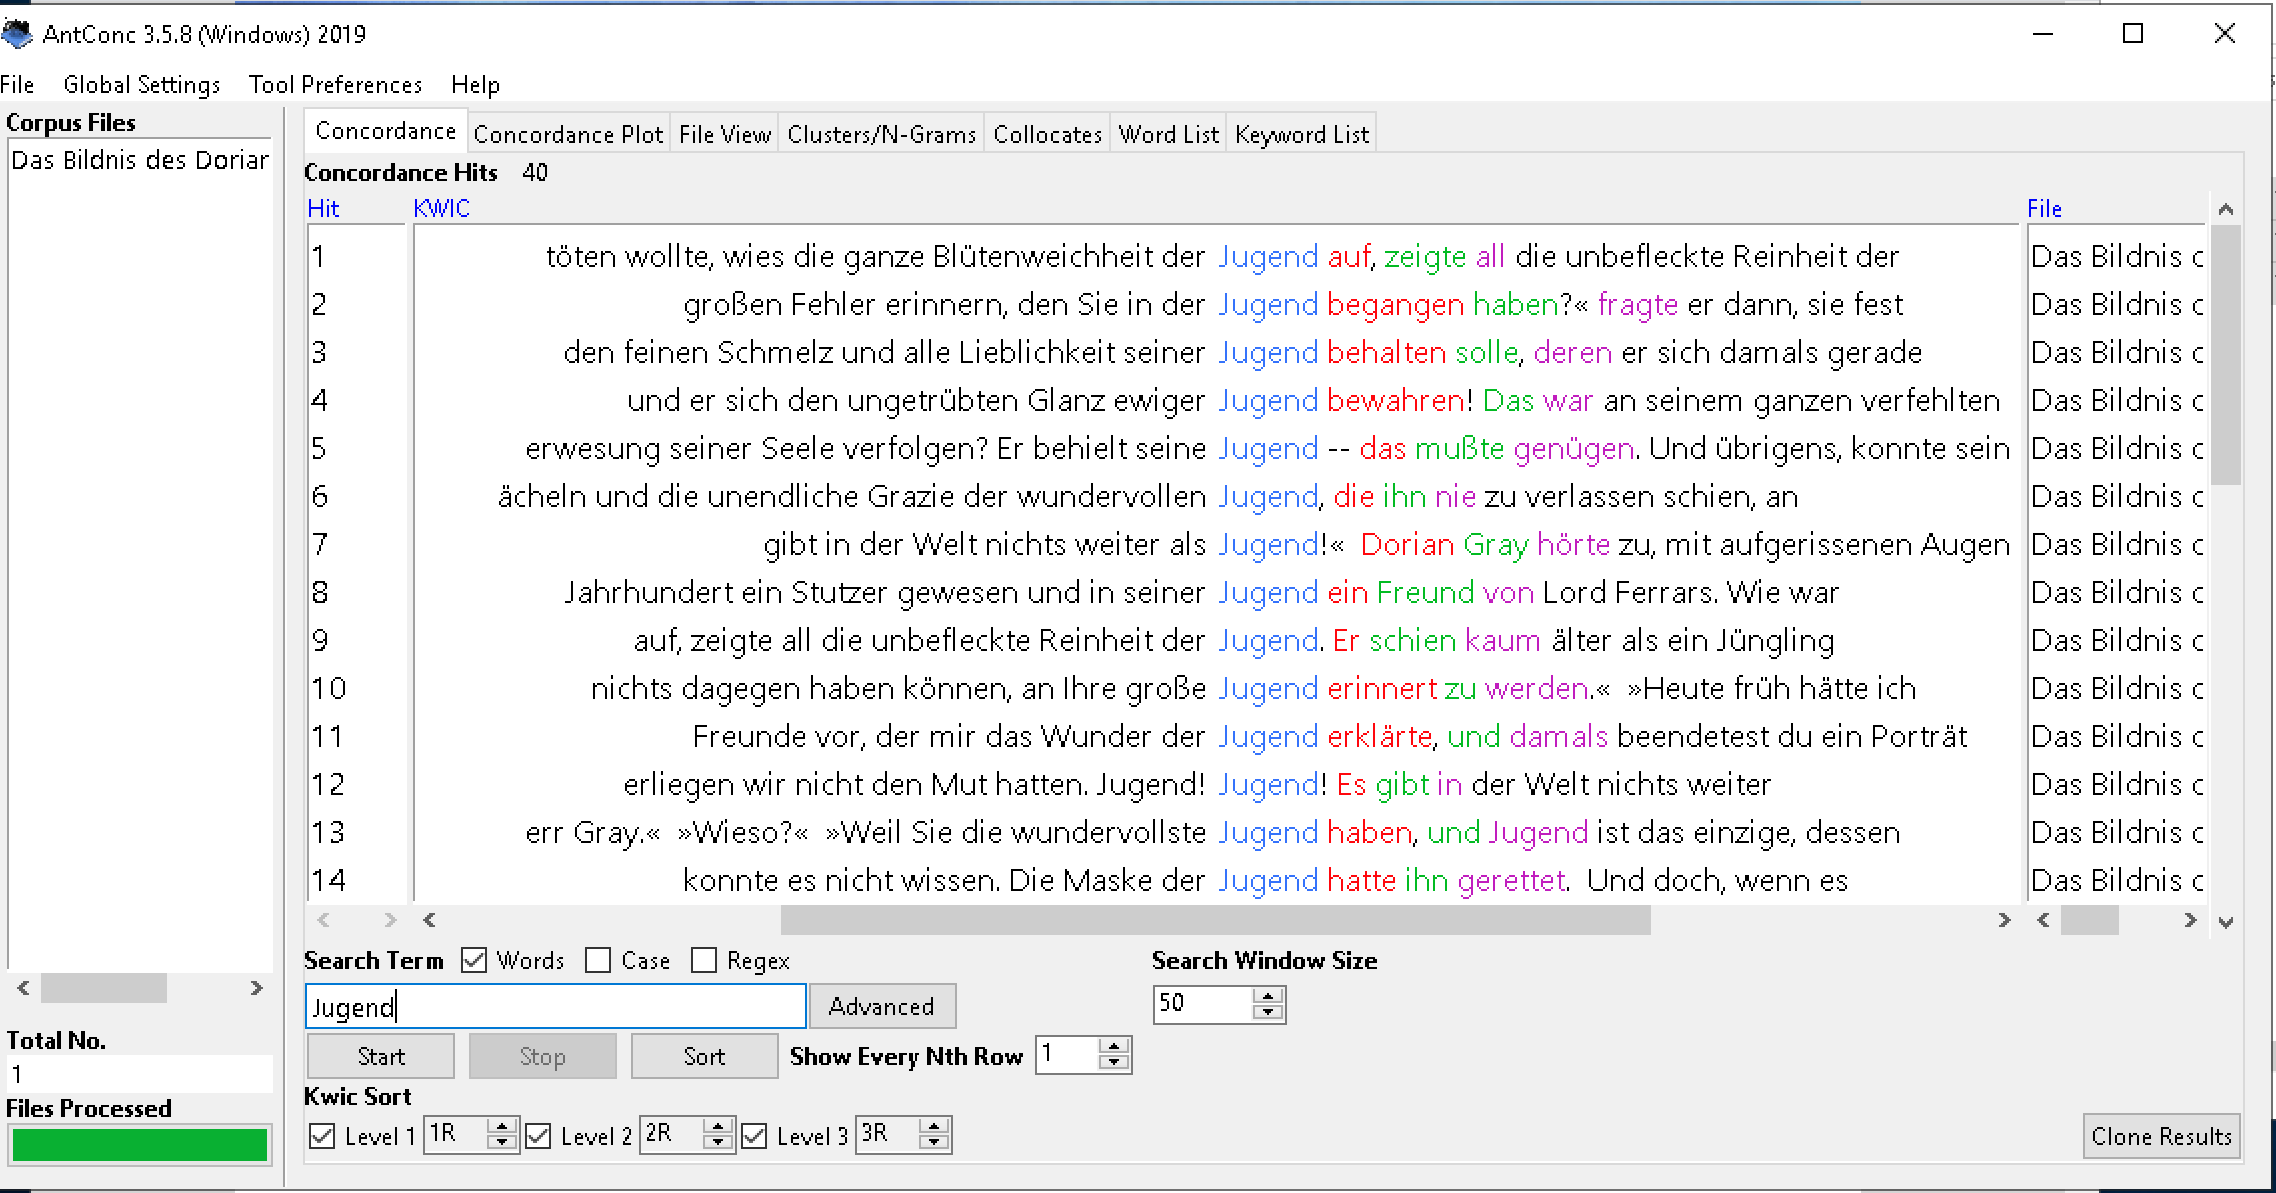 AntConc 3.5.8 (Windows) 2019
File Global Settings Tool Preferences Help
Corpus Files
Das Bildnis des Dorian
Concordance Concordance Plot File View Clusters/N-Grams Collocates Word List Keyword List
Concordance Hits 40
Hit KWIC File
1 töten wollte, wies die ganze Blütenweichheit der Jugend auf, zeigte all die unbefleckte Reinheit der Das Bildnis
2 großen Fehler erinnern, den Sie in der Jugend begangen haben?« fragte er dann, sie fest Das Bildnis
3 den feinen Schmelz und alle Lieblichkeit seiner Jugend behalten solle, deren er sich damals gerade Das Bildnis
4 und er sich den ungetrübten Glanz ewiger Jugend bewahren! Das war an seinem ganzen verfehlten Das Bildnis
5 erwesung seiner Seele verfolgen? Er behielt seine Jugend -- das mußte genügen. Und übrigens, konnte sein Das Bildnis
6 ächeln und die unendliche Grazie der wundervollen Jugend, die ihn nie zu verlassen schien, an Das Bildnis
7 gibt in der Welt nichts weiter als Jugend!« Dorian Gray hörte zu, mit aufgerissenen Augen Das Bildnis
8 Jahrhundert ein Stutzer gewesen und in seiner Jugend ein Freund von Lord Ferrars. Wie war Das Bildnis
9 auf, zeigte all die unbefleckte Reinheit der Jugend. Er schien kaum älter als ein Jüngling Das Bildnis
10 nichts dagegen haben können, an Ihre große Jugend erinnert zu werden.« »Heute früh hätte ich Das Bildnis
11 Freunde vor, der mir das Wunder der Jugend erklärte, und damals beendetest du ein Porträt Das Bildnis
12 erliegen wir nicht den Mut hatten. Jugend! Jugend! Es gibt in der Welt nichts weiter Das Bildnis
13 err Gray.« »Wieso?« »Weil Sie die wundervollste Jugend haben, und Jugend ist das einzige, dessen Das Bildnis
14 konnte es nicht wissen. Die Maske der Jugend hatte ihn gerettet. Und doch, wenn es Das Bildnis
Search Term Words Case Regex Search Window Size
Jugend Advanced 50
Total No.
1
Start Stop Sort Show Every Nth Row 1
Files Processed
Kwic Sort
Level 1 1R Level 2 2R Level 3 3R Clone Results